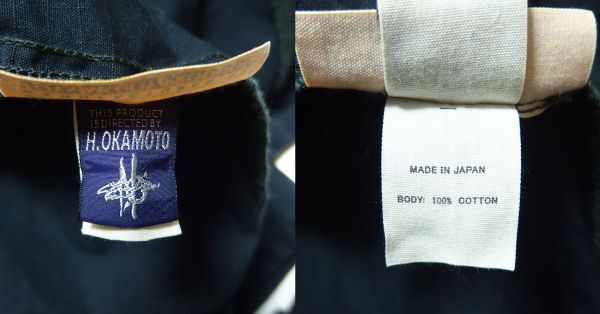 THIS PRODUCT
IS DIRECTED BY
H.OKAMOTO
MADE IN JAPAN
BODY: 100% COTTON